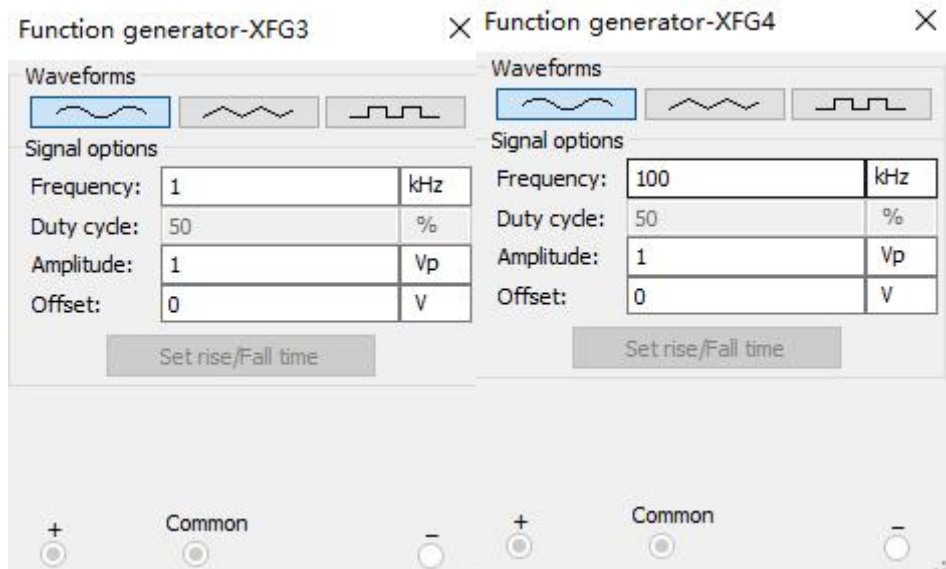 Function generator-XFG3
Waveforms
Signal options
Frequency: 1 kHz
Duty cycle: 50 %
Amplitude: 1 Vp
Offset: 0 V
Set rise/Fall time
+ Common −
Function generator-XFG4
Waveforms
Signal options
Frequency: 100 kHz
Duty cycle: 50 %
Amplitude: 1 Vp
Offset: 0 V
Set rise/Fall time
+ Common −